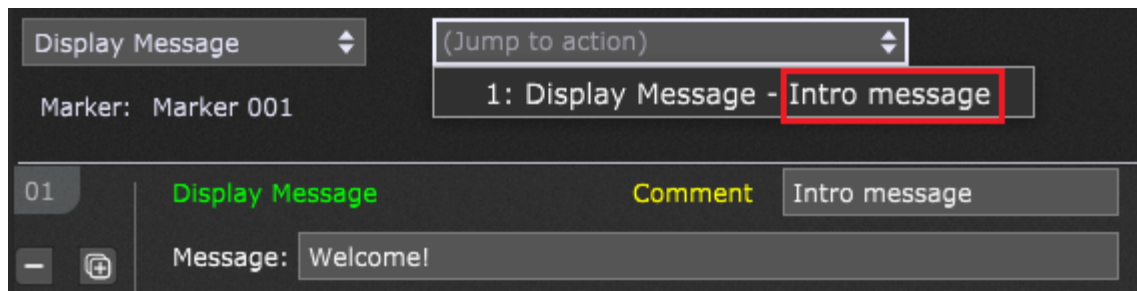 Display Message
(Jump to action)
1: Display Message - Intro message
Marker: Marker 001
01
Display Message
Comment
Intro message
Message:
Welcome!